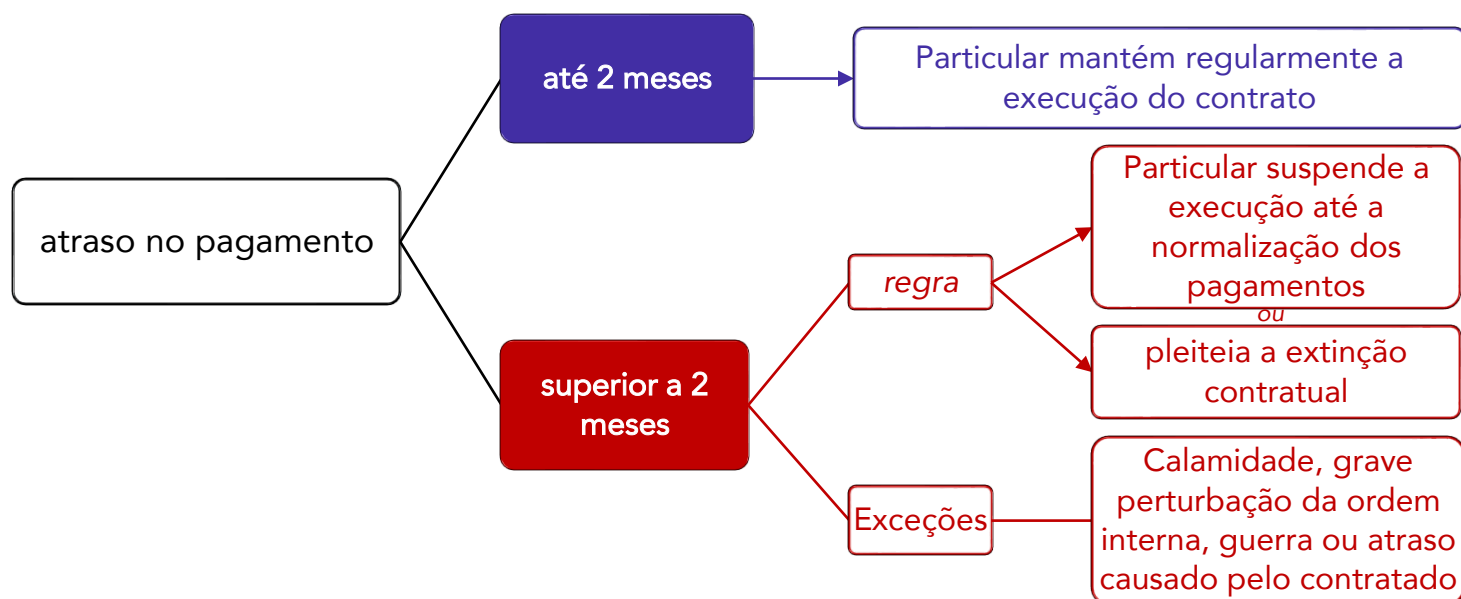 até 2 meses
Particular mantém regularmente a
execução do contrato
atraso no pagamento
superior a 2
meses
regra
Particular suspende a
execução até a
normalização dos
pagamentos
ou
pleiteia a extinção
contratual
Exceções
Calamidade, grave
perturbação da ordem
interna, guerra ou atraso
causado pelo contratado